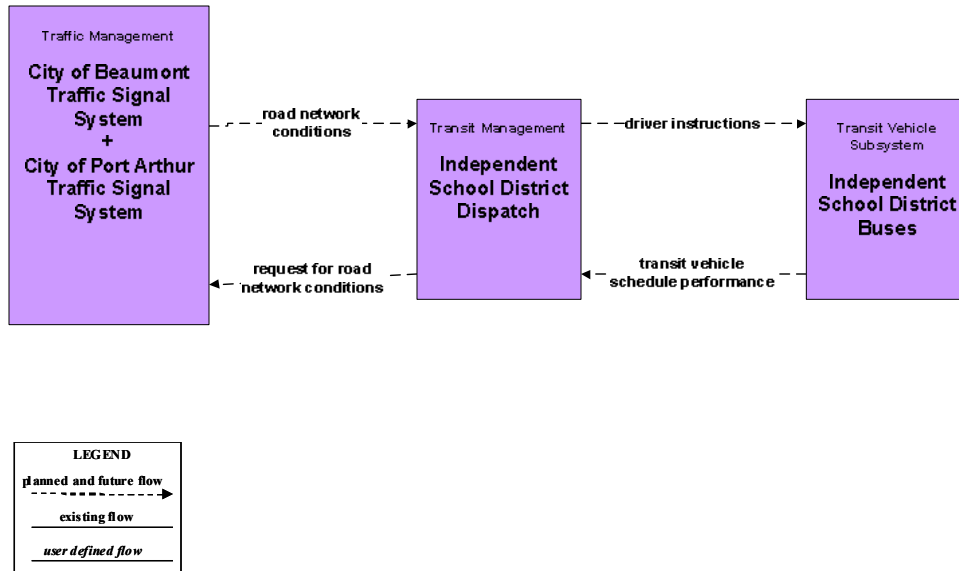 Traffic Management
City of Beaumont
Traffic Signal
System
+
City of Port Arthur
Traffic Signal
System
road network
conditions
request for road
network conditions
Transit Management
Independent
School District
Dispatch
driver instructions
transit vehicle
schedule performance
Transit Vehicle
Subsystem
Independent
School District
Buses
LEGEND
planned and future flow
existing flow
user defined flow